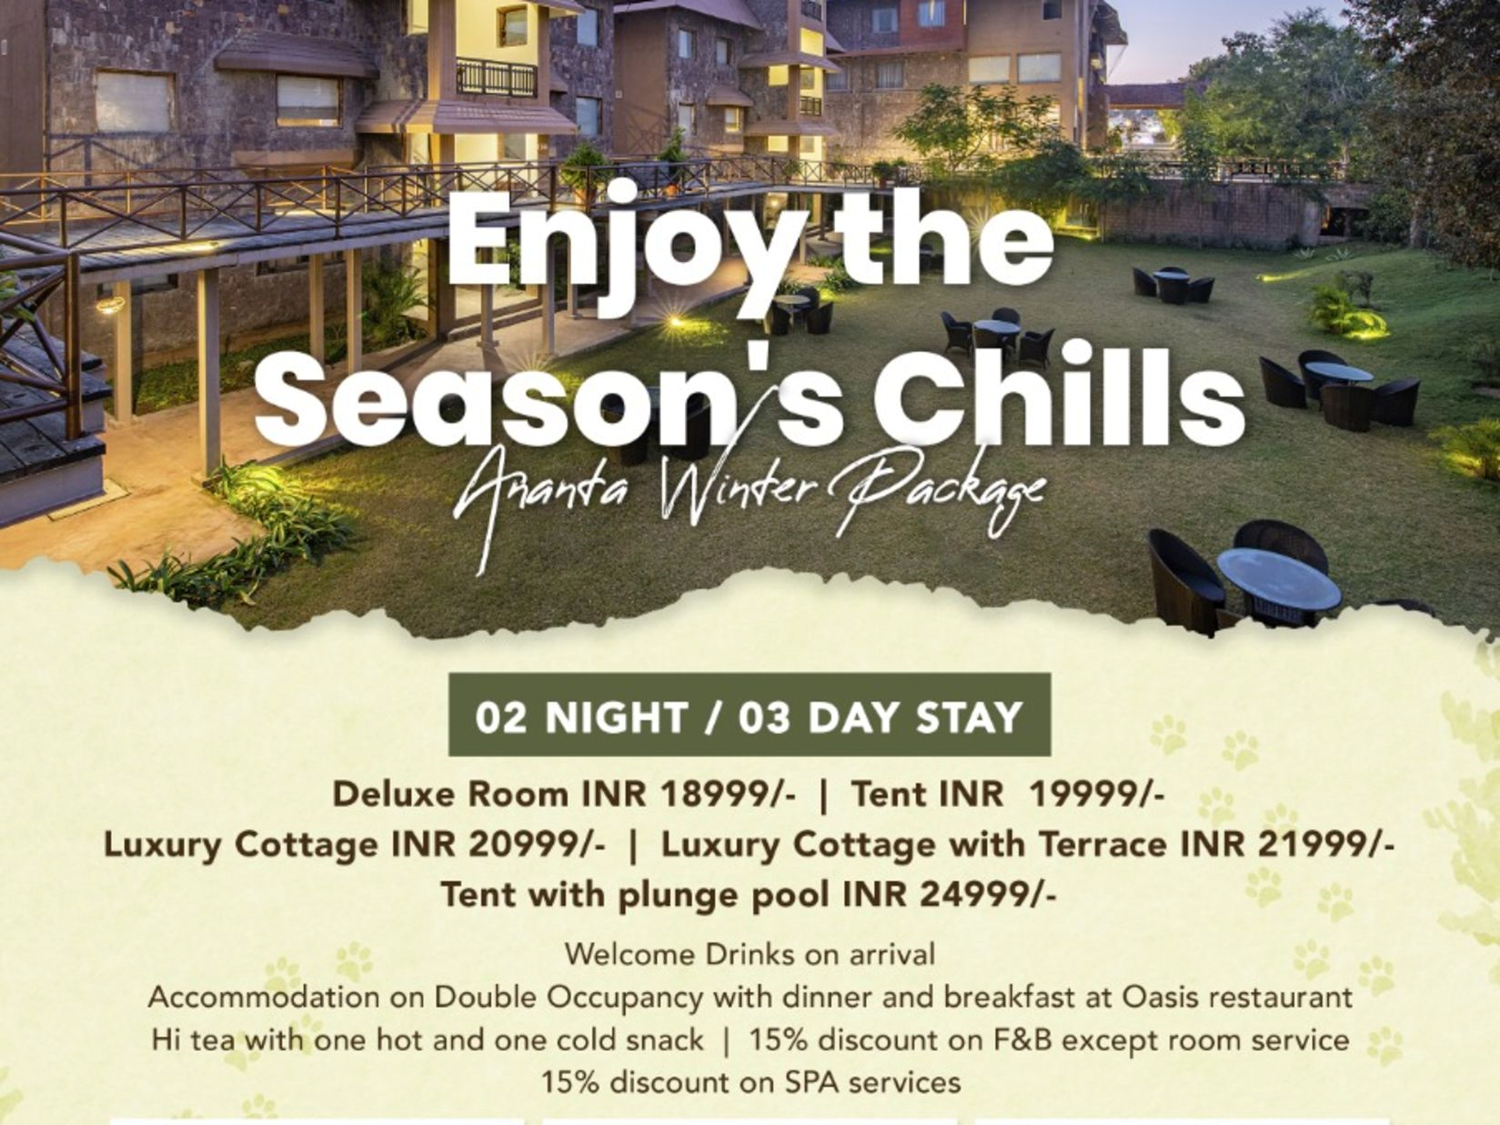 Enjoy the
Season's Chills
Ananta Winter Package
02 NIGHT / 03 DAY STAY
Deluxe Room INR 18999/- | Tent INR 19999/-
Luxury Cottage INR 20999/- | Luxury Cottage with Terrace INR 21999/-
Tent with plunge pool INR 24999/-
Welcome Drinks on arrival
Accommodation on Double Occupancy with dinner and breakfast at Oasis restaurant
Hi tea with one hot and one cold snack | 15% discount on F&B except room service
15% discount on SPA services